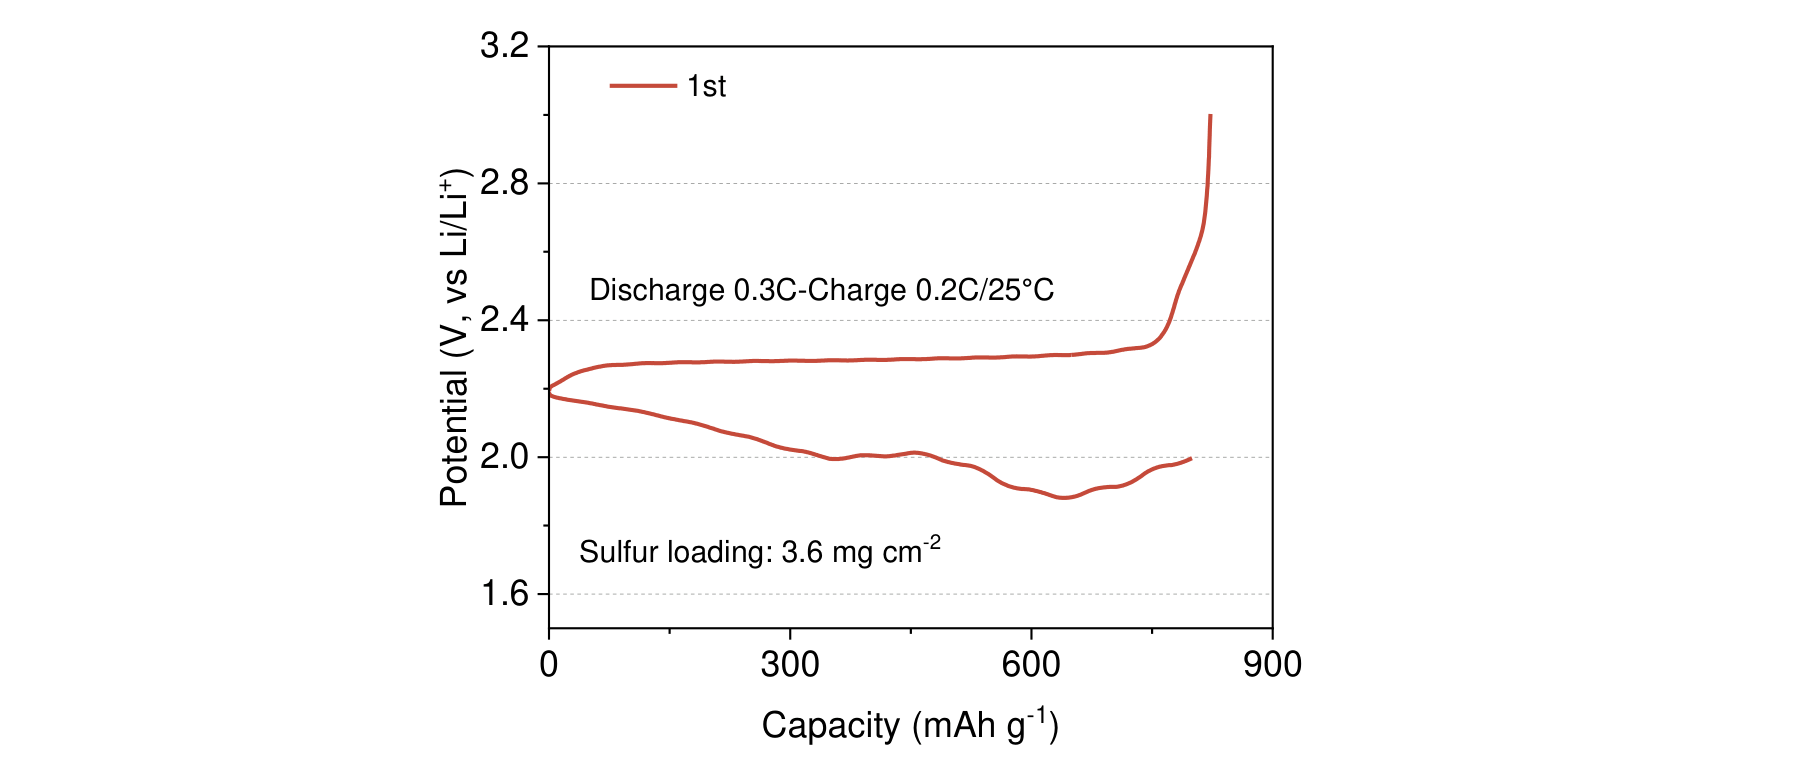 3.2
1st
2.8
Discharge 0.3C-Charge 0.2C/25°C
2.4
Potential (V, vs Li/Li⁺)
2.0
Sulfur loading: 3.6 mg cm⁻²
1.6
0 300 600 900
Capacity (mAh g⁻¹)